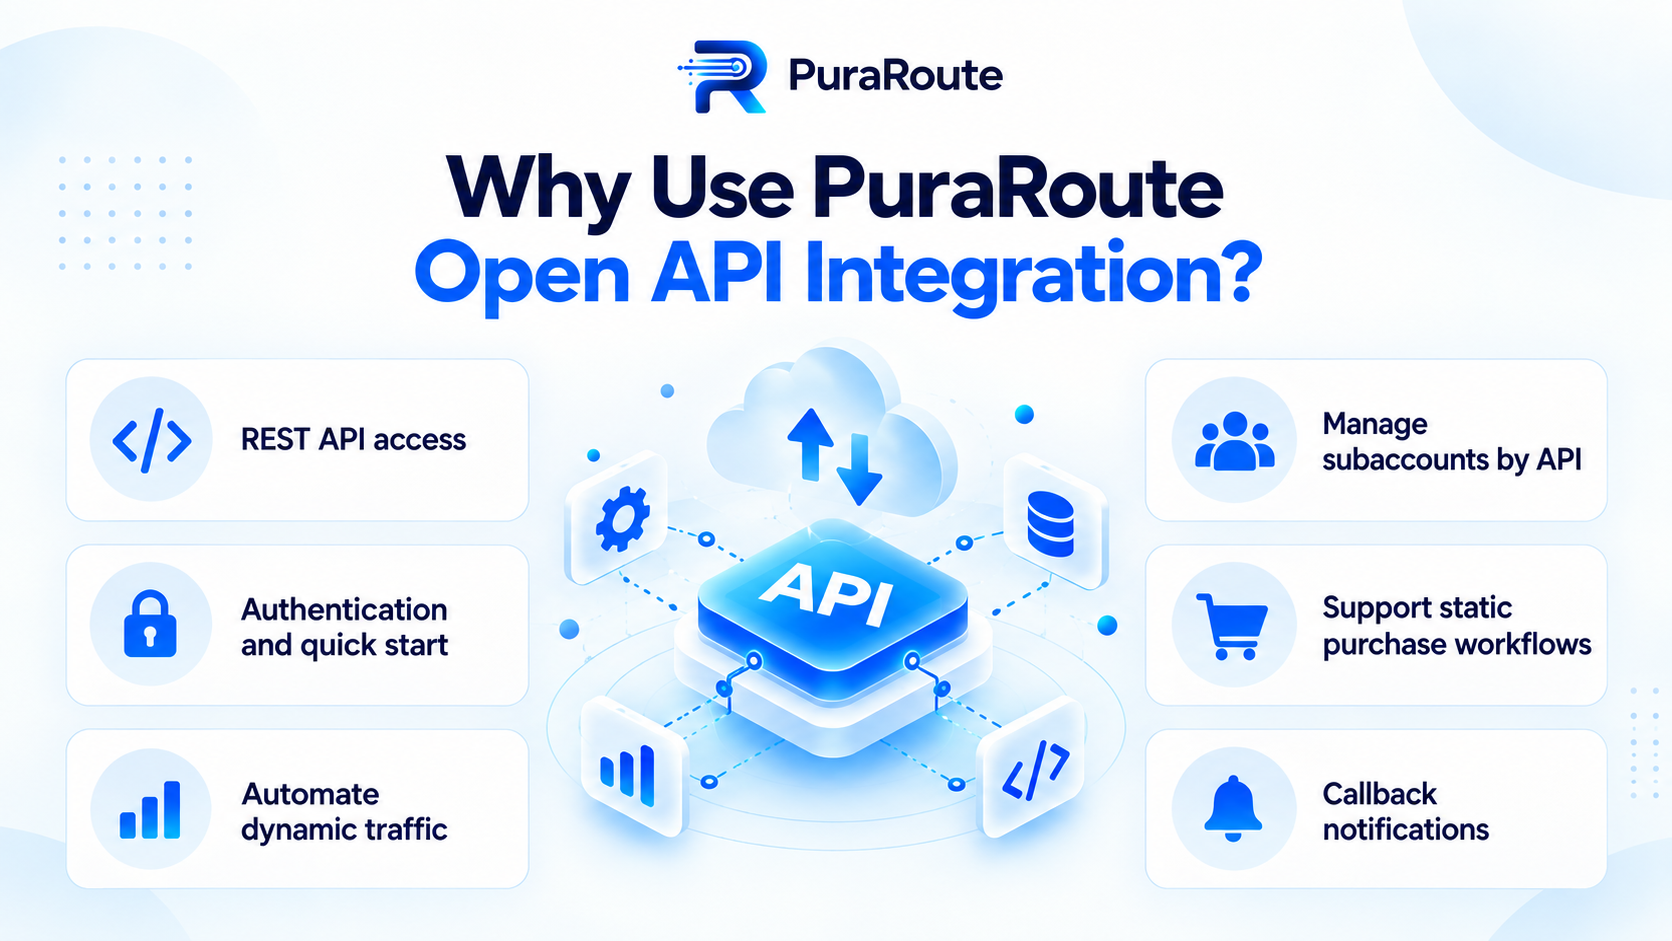 PuraRoute
Why Use PuraRoute
Open API Integration?
REST API access
Authentication
and quick start
Automate
dynamic traffic
API
Manage
subaccounts by API
Support static
purchase workflows
Callback
notifications